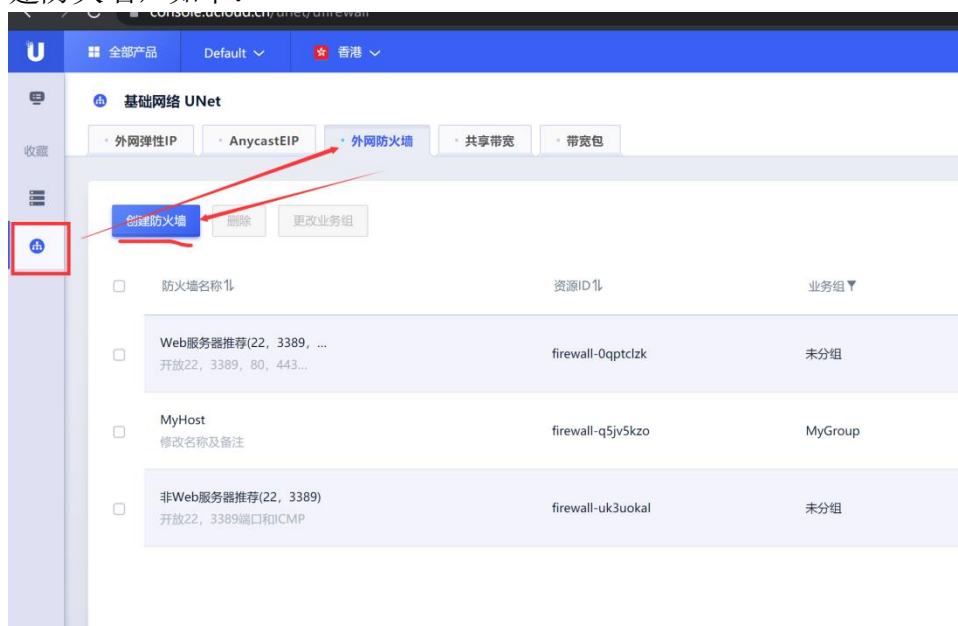 console.ucloud.cn/unet/unfirewall
全部产品 Default 香港
基础网络 UNet
外网弹性IP AnycastEIP 外网防火墙 共享带宽 带宽包
收藏
创建防火墙 删除 更改业务组
防火墙名称 资源ID 业务组
Web服务器推荐(22, 3389, ...
开放22, 3389, 80, 443...
firewall-0qptclzk 未分组
MyHost
修改名称及备注
firewall-q5jv5kzo MyGroup
非Web服务器推荐(22, 3389)
开放22, 3389端口和ICMP
firewall-uk3uokal 未分组